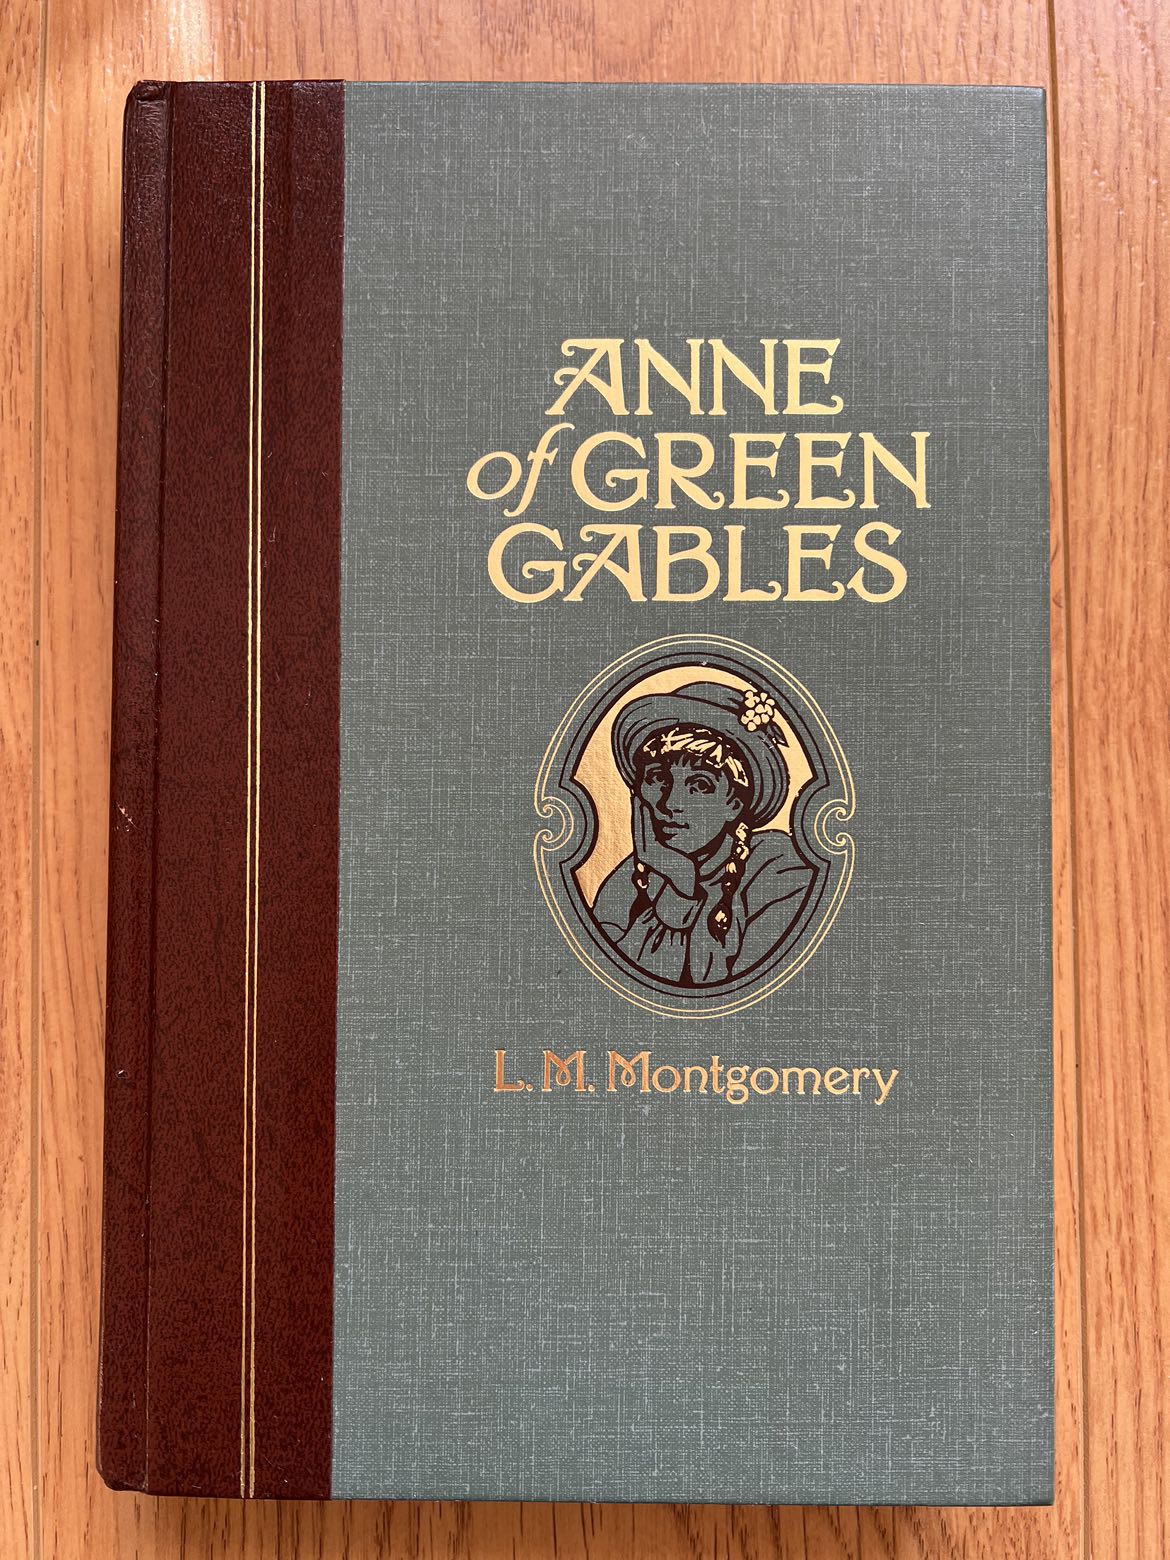 ANNE
of GREEN
GABLES
L. M. Montgomery